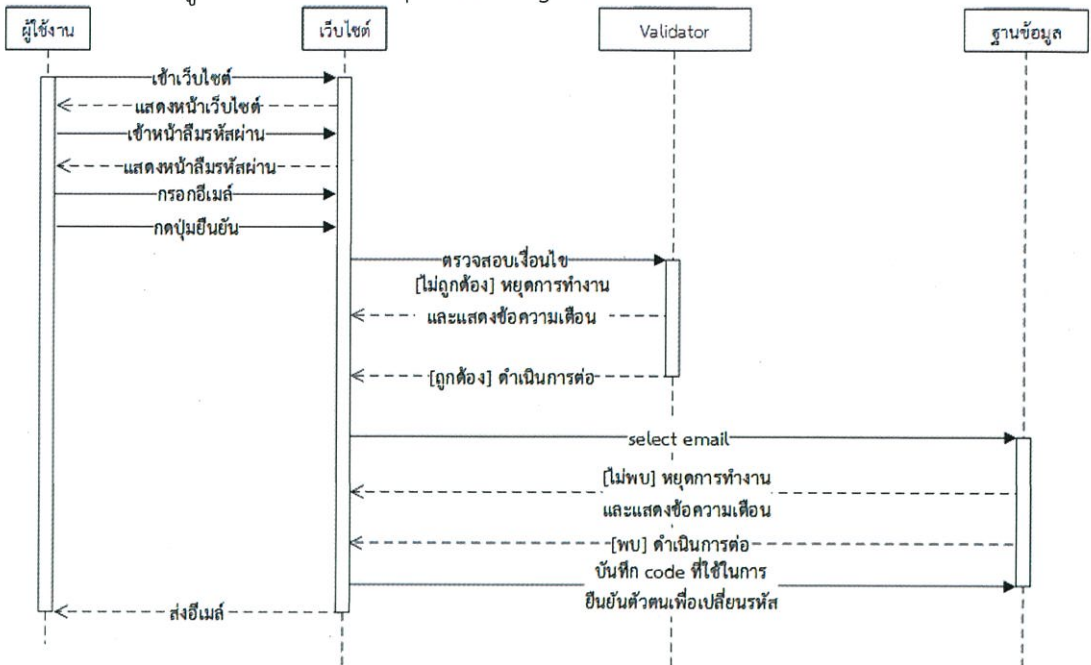 ผู้ใช้งาน
เว็บไซต์
Validator
ฐานข้อมูล
เข้าเว็บไซต์
แสดงหน้าเว็บไซต์
เข้าหน้าลืมรหัสผ่าน
แสดงหน้าลืมรหัสผ่าน
กรอกอีเมล์
กดปุ่มยืนยัน
ตรวจสอบเงื่อนไข
[ไม่ถูกต้อง] หยุดการทำงาน
และแสดงข้อความเตือน
[ถูกต้อง] ดำเนินการต่อ
select email
[ไม่พบ] หยุดการทำงาน
และแสดงข้อความเตือน
[พบ] ดำเนินการต่อ
บันทึก code ที่ใช้ในการ
ยืนยันตัวตนเพื่อเปลี่ยนรหัส
ส่งอีเมล์